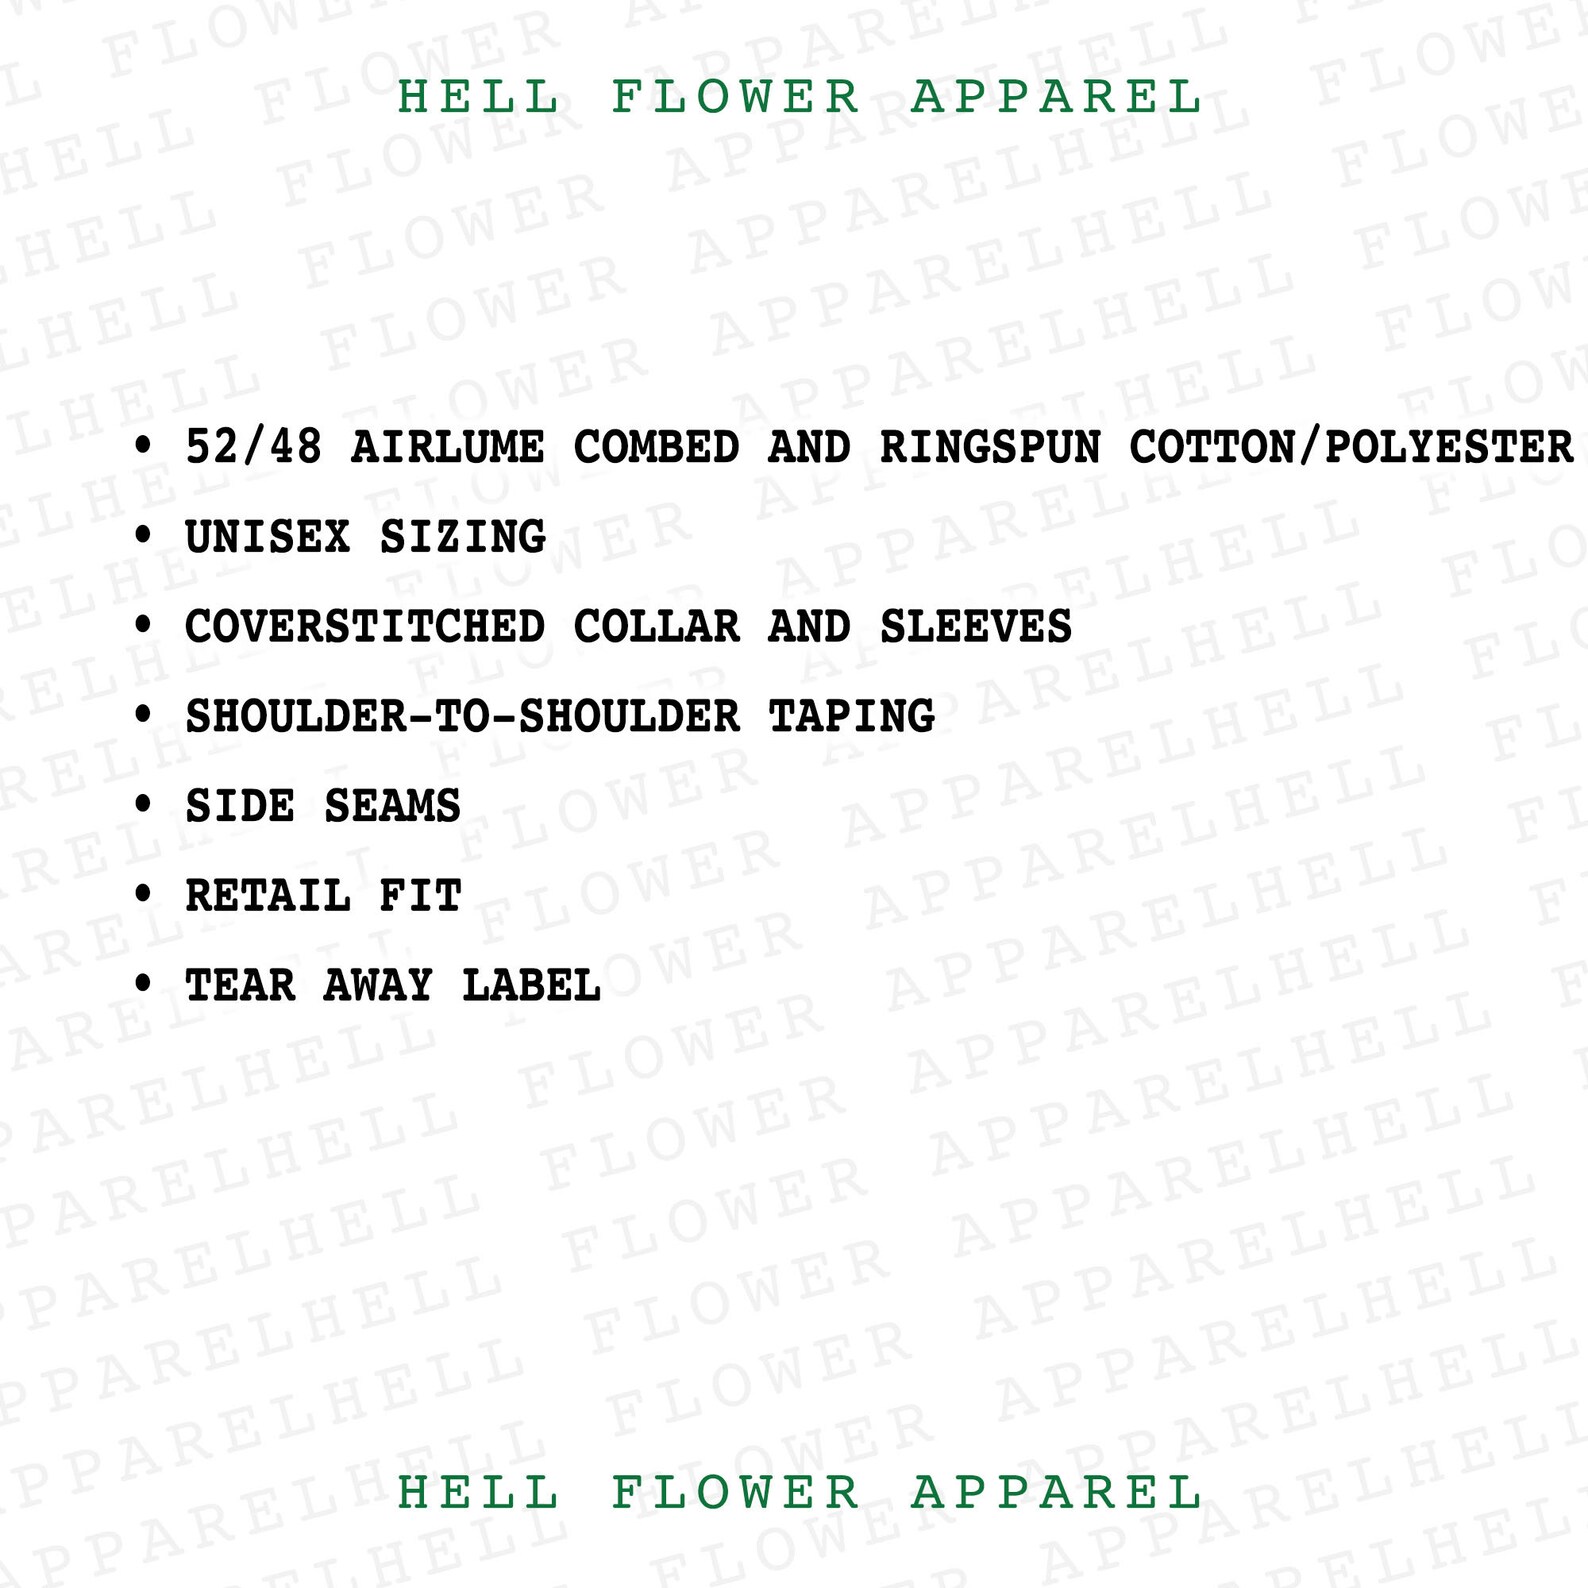 HELL FLOWER APPAREL
• 52/48 AIRLUME COMBED AND RINGSPUN COTTON/POLYESTER
• UNISEX SIZING
• COVERSTITCHED COLLAR AND SLEEVES
• SHOULDER-TO-SHOULDER TAPING
• SIDE SEAMS
• RETAIL FIT
• TEAR AWAY LABEL
HELL FLOWER APPAREL